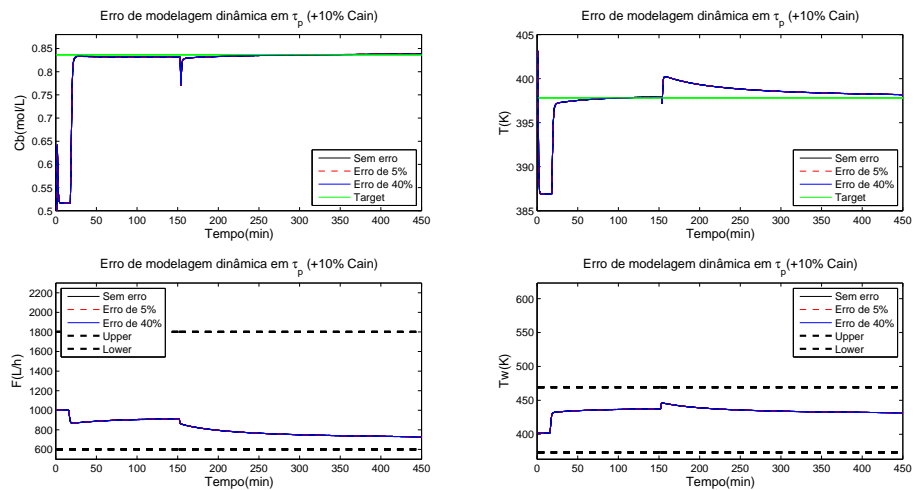 Erro de modelagem dinâmica em τp (+10% Cain)
Cb(mol/L)
0.85
0.8
0.75
0.7
0.65
0.6
0.55
0.5
0 50 100 150 200 250 300 350 400 450
Tempo(min)
Sem erro
Erro de 5%
Erro de 40%
Target
Erro de modelagem dinâmica em τp (+10% Cain)
T(K)
405
400
395
390
385
0 50 100 150 200 250 300 350 400 450
Tempo(min)
Sem erro
Erro de 5%
Erro de 40%
Target
Erro de modelagem dinâmica em τp (+10% Cain)
F(L/h)
2200
2000
1800
1600
1400
1200
1000
800
600
0 50 100 150 200 250 300 350 400 450
Tempo(min)
Sem erro
Erro de 5%
Erro de 40%
Upper
Lower
Erro de modelagem dinâmica em τp (+10% Cain)
Tw(K)
600
550
500
450
400
0 50 100 150 200 250 300 350 400 450
Tempo(min)
Sem erro
Erro de 5%
Erro de 40%
Upper
Lower